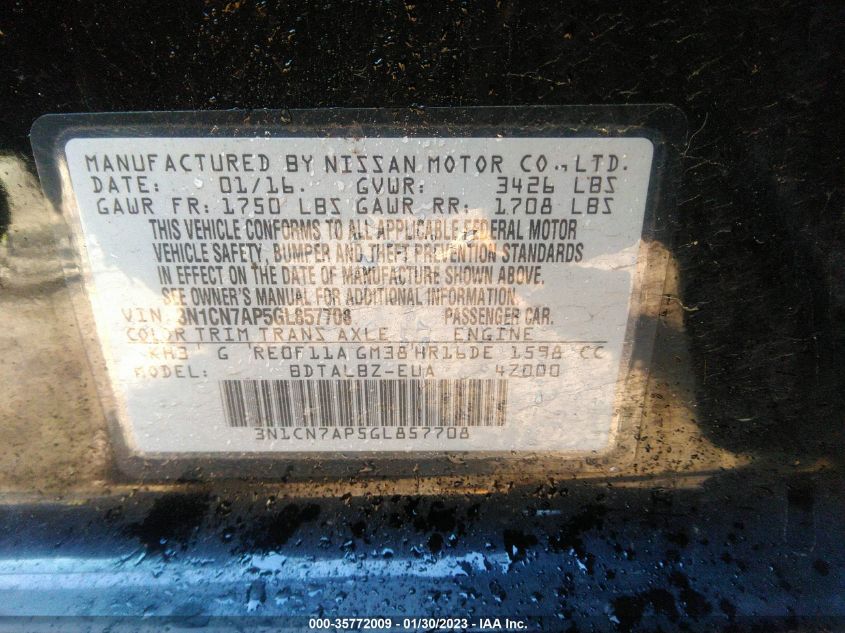 MANUFACTURED BY NISSAN MOTOR CO., LTD.
DATE: 01/16. GVWR: 3426 LBS
GAWR FR: 1750 LBS GAWR RR: 1708 LBS
THIS VEHICLE CONFORMS TO ALL APPLICABLE FEDERAL MOTOR
VEHICLE SAFETY, BUMPER AND THEFT PREVENTION STANDARDS
IN EFFECT ON THE DATE OF MANUFACTURE SHOWN ABOVE.
SEE OWNER'S MANUAL FOR ADDITIONAL INFORMATION.
VIN: 3N1CN7AP5GL857708 PASSENGER CAR.
COLOR TRIM TRANS AXLE ENGINE
KH3 G RE0F11A GM38 HR16DE 1598 CC
MODEL: BDTALBZ-EUA 4Z000
3N1CN7AP5GL857708
000-35772009 - 01/30/2023 - IAA Inc.